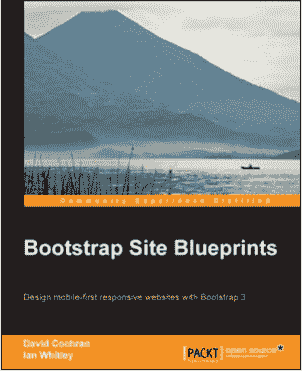 Community Experience Distilled
Bootstrap Site Blueprints
Design mobile-first responsive websites with Bootstrap 3
David Cochran
Ian Whitley
[PACKT] open source*
PUBLISHING